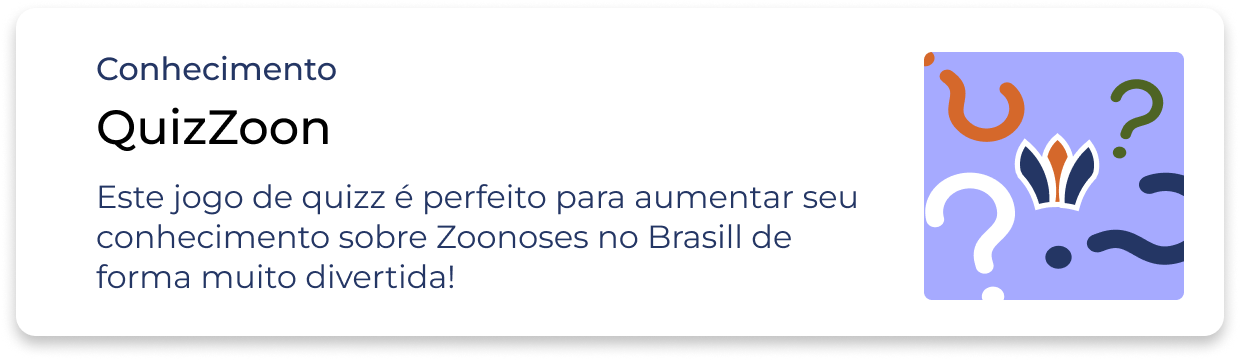 Conhecimento
QuizZoon
Este jogo de quizz é perfeito para aumentar seu
conhecimento sobre Zoonoses no Brasill de
forma muito divertida!